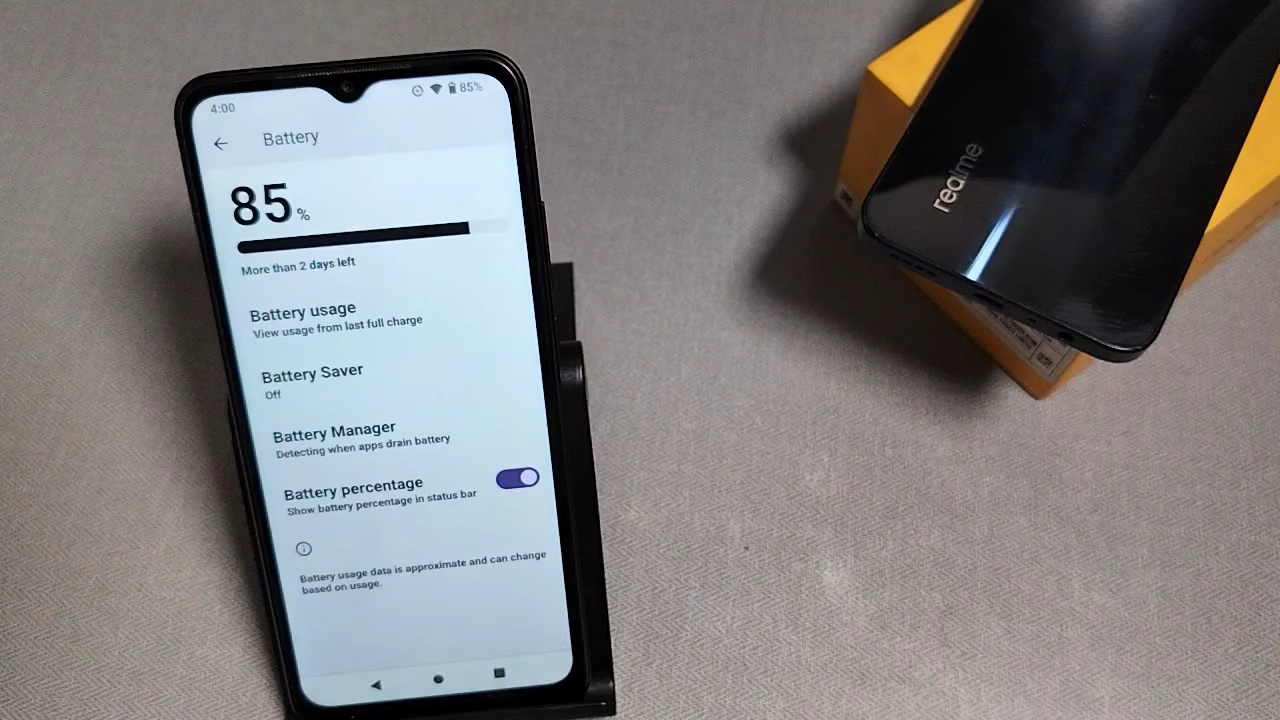 4:00
85%
Battery
85 %
More than 2 days left
Battery usage
View usage from last full charge
Battery Saver
Off
Battery Manager
Detecting when apps drain battery
Battery percentage
Show battery percentage in status bar
Battery usage data is approximate and can change
based on usage.
realme